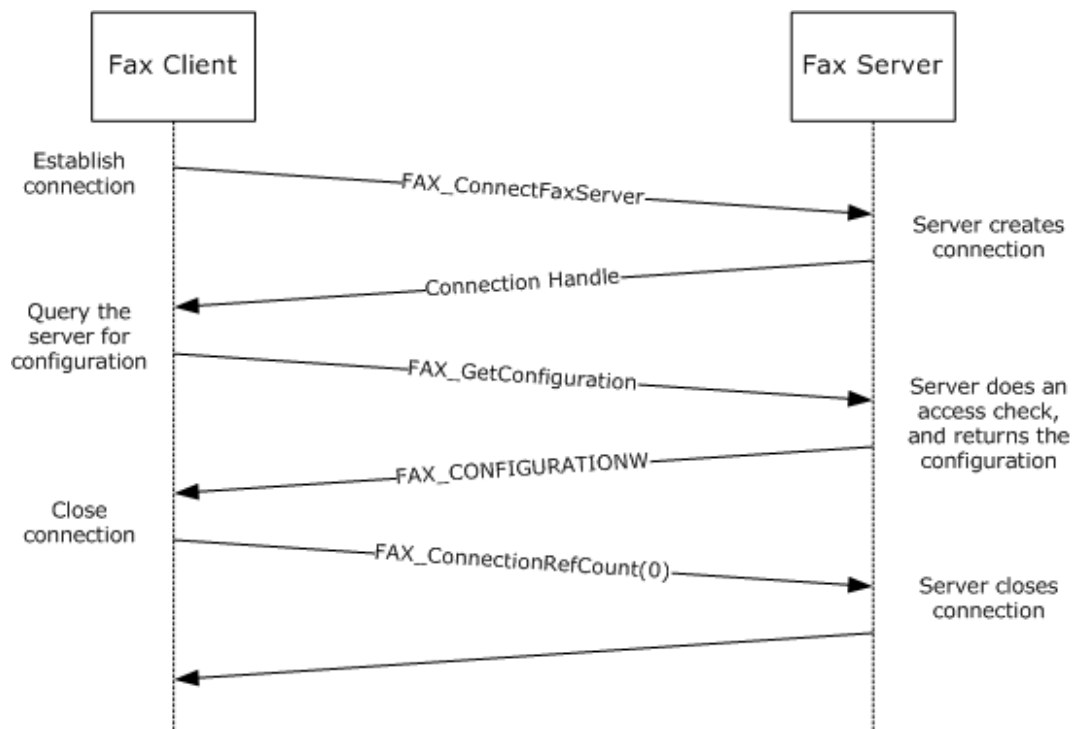 Fax Client
Fax Server
Establish
connection
FAX_ConnectFaxServer
Server creates
connection
Connection Handle
Query the
server for
configuration
FAX_GetConfiguration
Server does an
access check,
and returns the
configuration
FAX_CONFIGURATIONW
Close
connection
FAX_ConnectionRefCount(0)
Server closes
connection